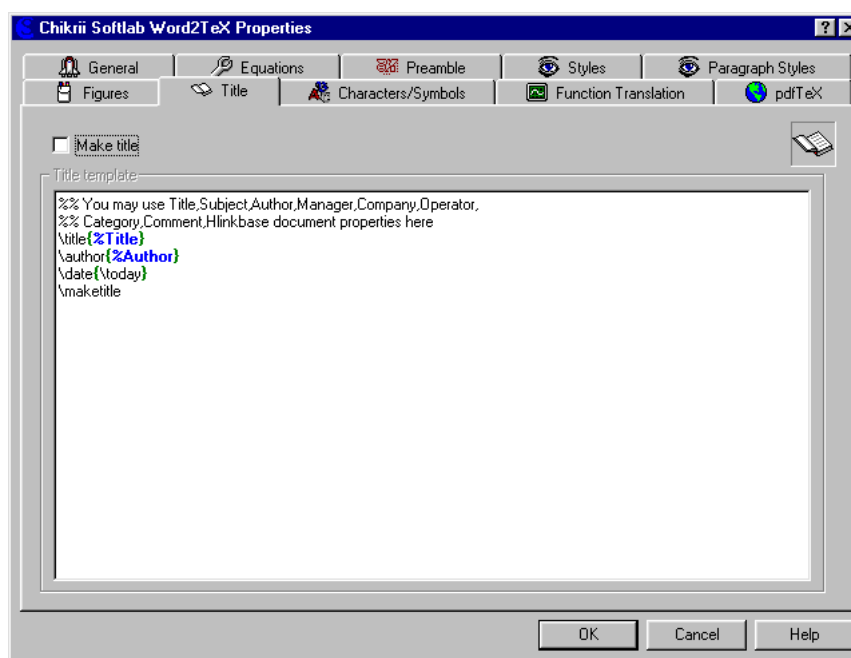 Chikrii Softlab Word2TeX Properties
General Equations Preamble Styles Paragraph Styles
Figures Title Characters/Symbols Function Translation pdfTeX
Make title
Title template
%% You may use Title,Subject,Author,Manager,Company,Operator,
%% Category,Comment,Hlinkbase document properties here
\title{%Title}
\author{%Author}
\date{\today}
\maketitle
OK Cancel Help